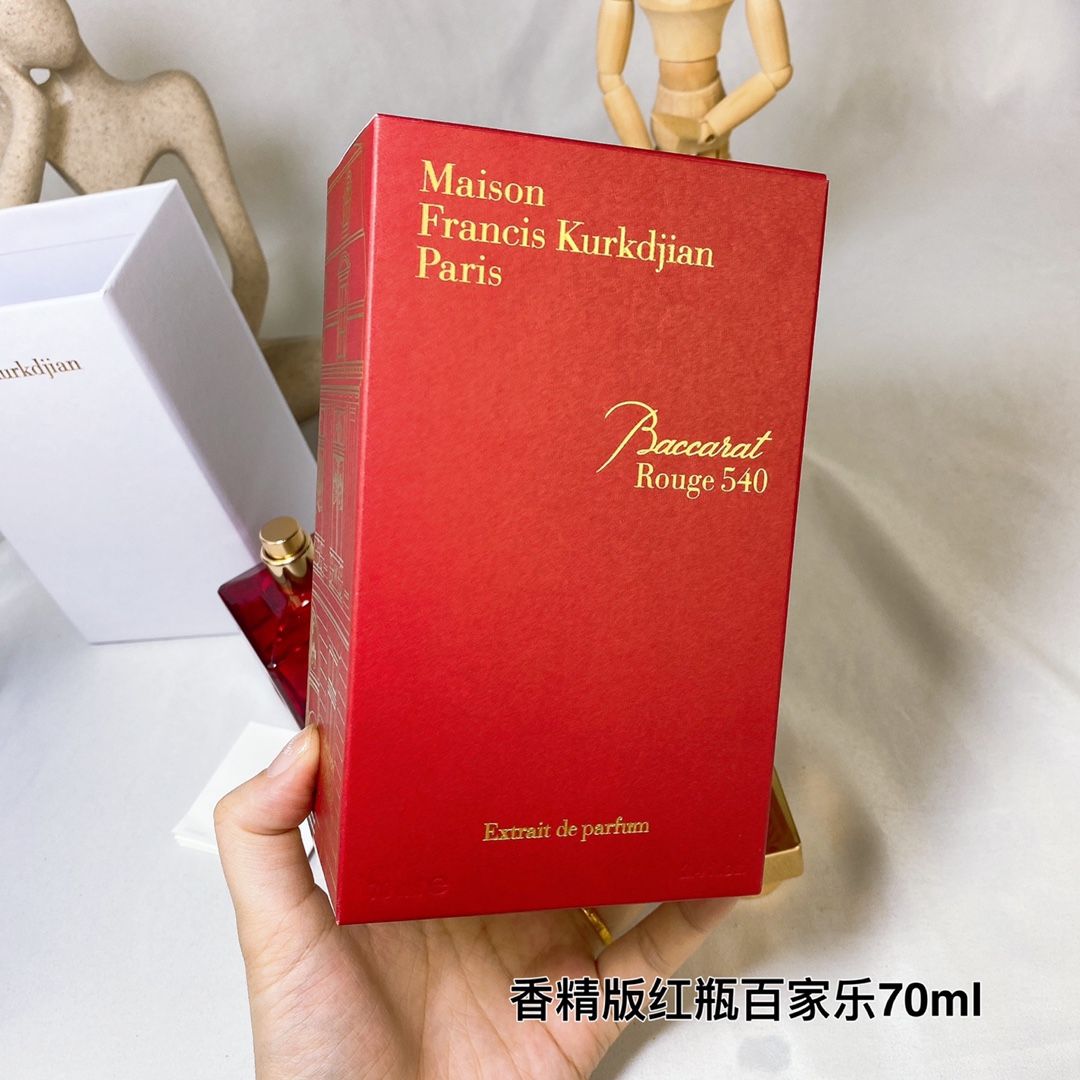 Maison
Francis Kurkdjian
Paris
Baccarat
Rouge 540
Extrait de parfum
香精版红瓶百家乐70ml